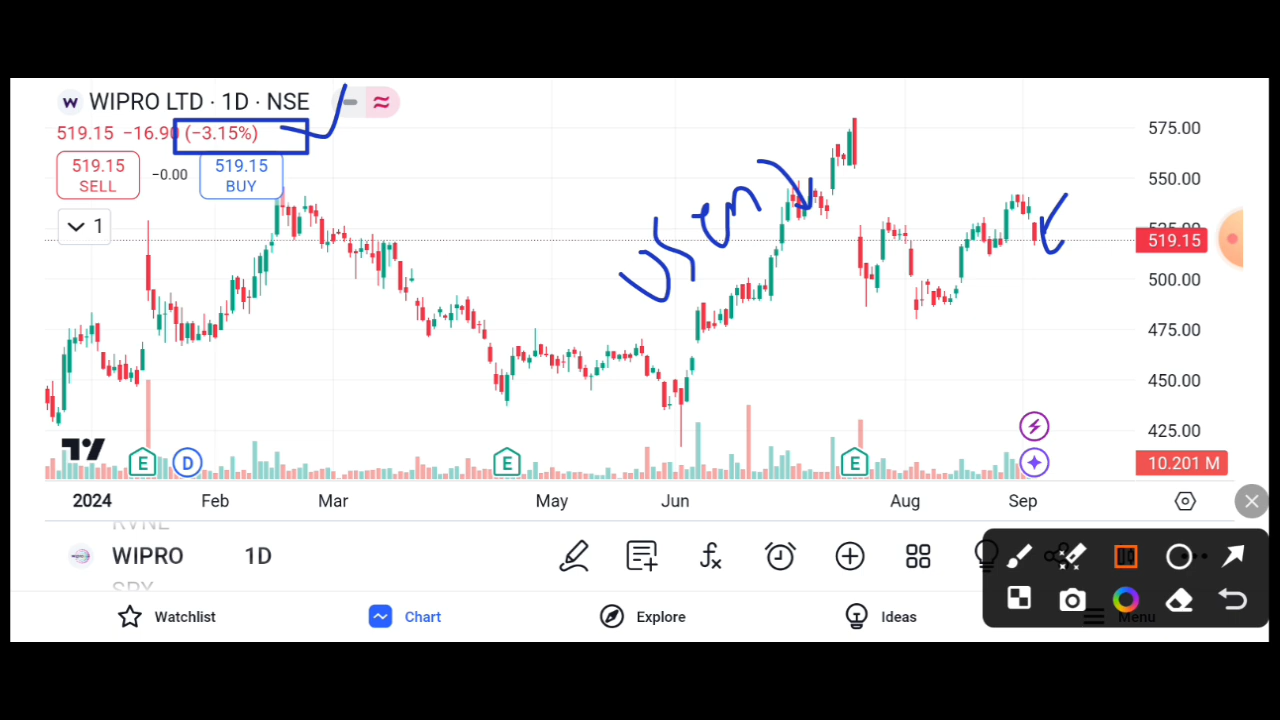 WIPRO LTD · 1D · NSE
519.15 −16.90 (−3.15%)
519.15 SELL
−0.00
519.15 BUY
1
575.00
550.00
519.15
500.00
475.00
450.00
425.00
10.201 M
E
D
E
E
2024 Feb Mar May Jun Aug Sep
WIPRO 1D
Watchlist Chart Explore Ideas Menu